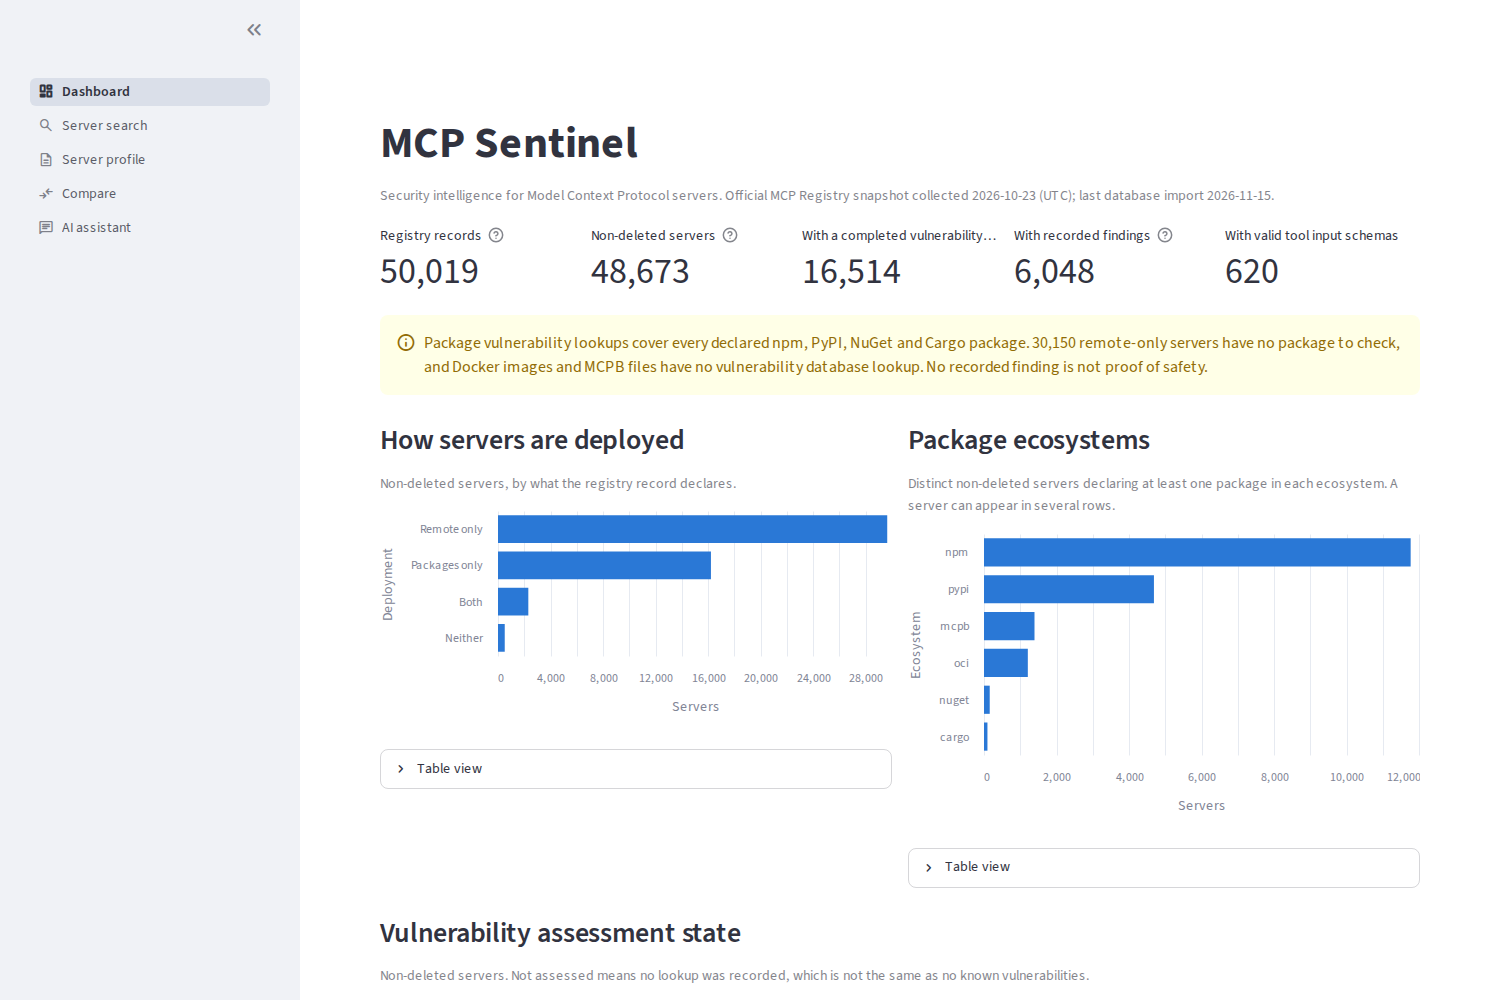 Dashboard
Server search
Server profile
Compare
AI assistant
MCP Sentinel
Security intelligence for Model Context Protocol servers. Official MCP Registry snapshot collected 2026-10-23 (UTC); last database import 2026-11-15.
Registry records
50,019
Non-deleted servers
48,673
With a completed vulnerability...
16,514
With recorded findings
6,048
With valid tool input schemas
620
Package vulnerability lookups cover every declared npm, PyPI, NuGet and Cargo package. 30,150 remote-only servers have no package to check,
and Docker images and MCPB files have no vulnerability database lookup. No recorded finding is not proof of safety.
How servers are deployed
Non-deleted servers, by what the registry record declares.
Deployment
Remote only
Packages only
Both
Neither
0 4,000 8,000 12,000 16,000 20,000 24,000 28,000
Servers
Table view
Package ecosystems
Distinct non-deleted servers declaring at least one package in each ecosystem. A
server can appear in several rows.
Ecosystem
npm
pypi
mcpb
oci
nuget
cargo
0 2,000 4,000 6,000 8,000 10,000 12,000
Servers
Table view
Vulnerability assessment state
Non-deleted servers. Not assessed means no lookup was recorded, which is not the same as no known vulnerabilities.